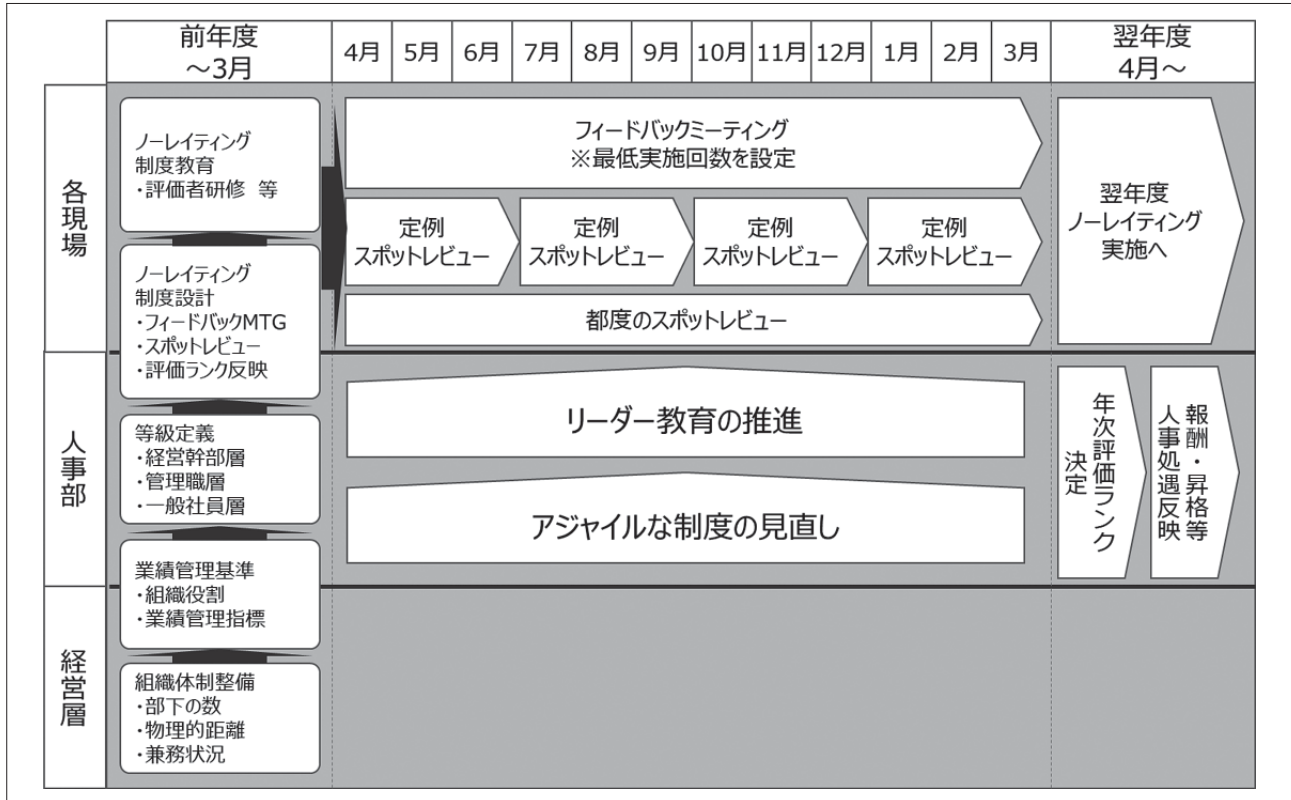 前年度
～3月
4月
5月
6月
7月
8月
9月
10月
11月
12月
1月
2月
3月
翌年度
4月～
各現場
ノーレイティング
制度教育
・評価者研修 等
フィードバックミーティング
※最低実施回数を設定
定例
スポットレビュー
定例
スポットレビュー
定例
スポットレビュー
定例
スポットレビュー
都度のスポットレビュー
翌年度
ノーレイティング
実施へ
ノーレイティング
制度設計
・フィードバックMTG
・スポットレビュー
・評価ランク反映
人事部
等級定義
・経営幹部層
・管理職層
・一般社員層
リーダー教育の推進
アジャイルな制度の見直し
年次評価ランク
決定
報酬・昇格等
人事処遇反映
業績管理基準
・組織役割
・業績管理指標
経営層
組織体制整備
・部下の数
・物理的距離
・兼務状況